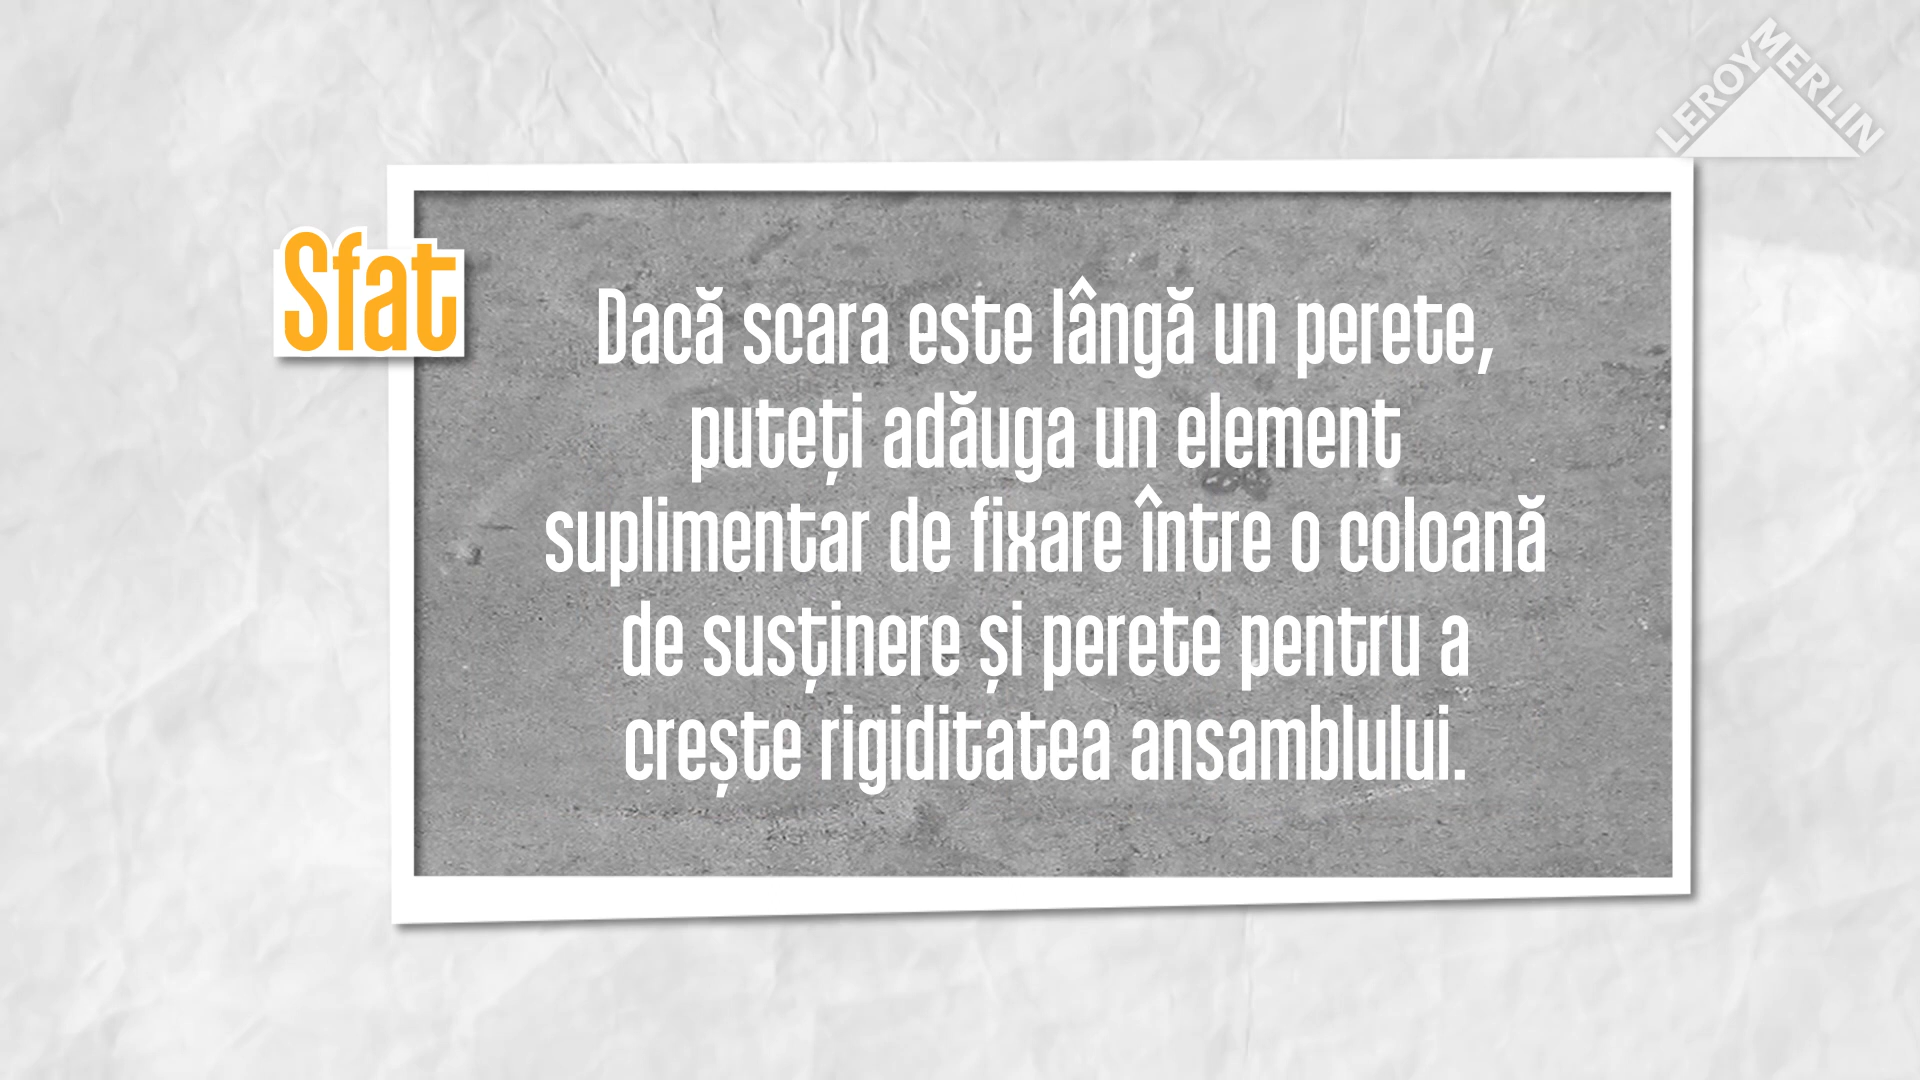 LEROY MERLIN
Sfat
Dacă scara este lângă un perete,
puteți adăuga un element
suplimentar de fixare între o coloană
de susținere și perete pentru a
crește rigiditatea ansamblului.